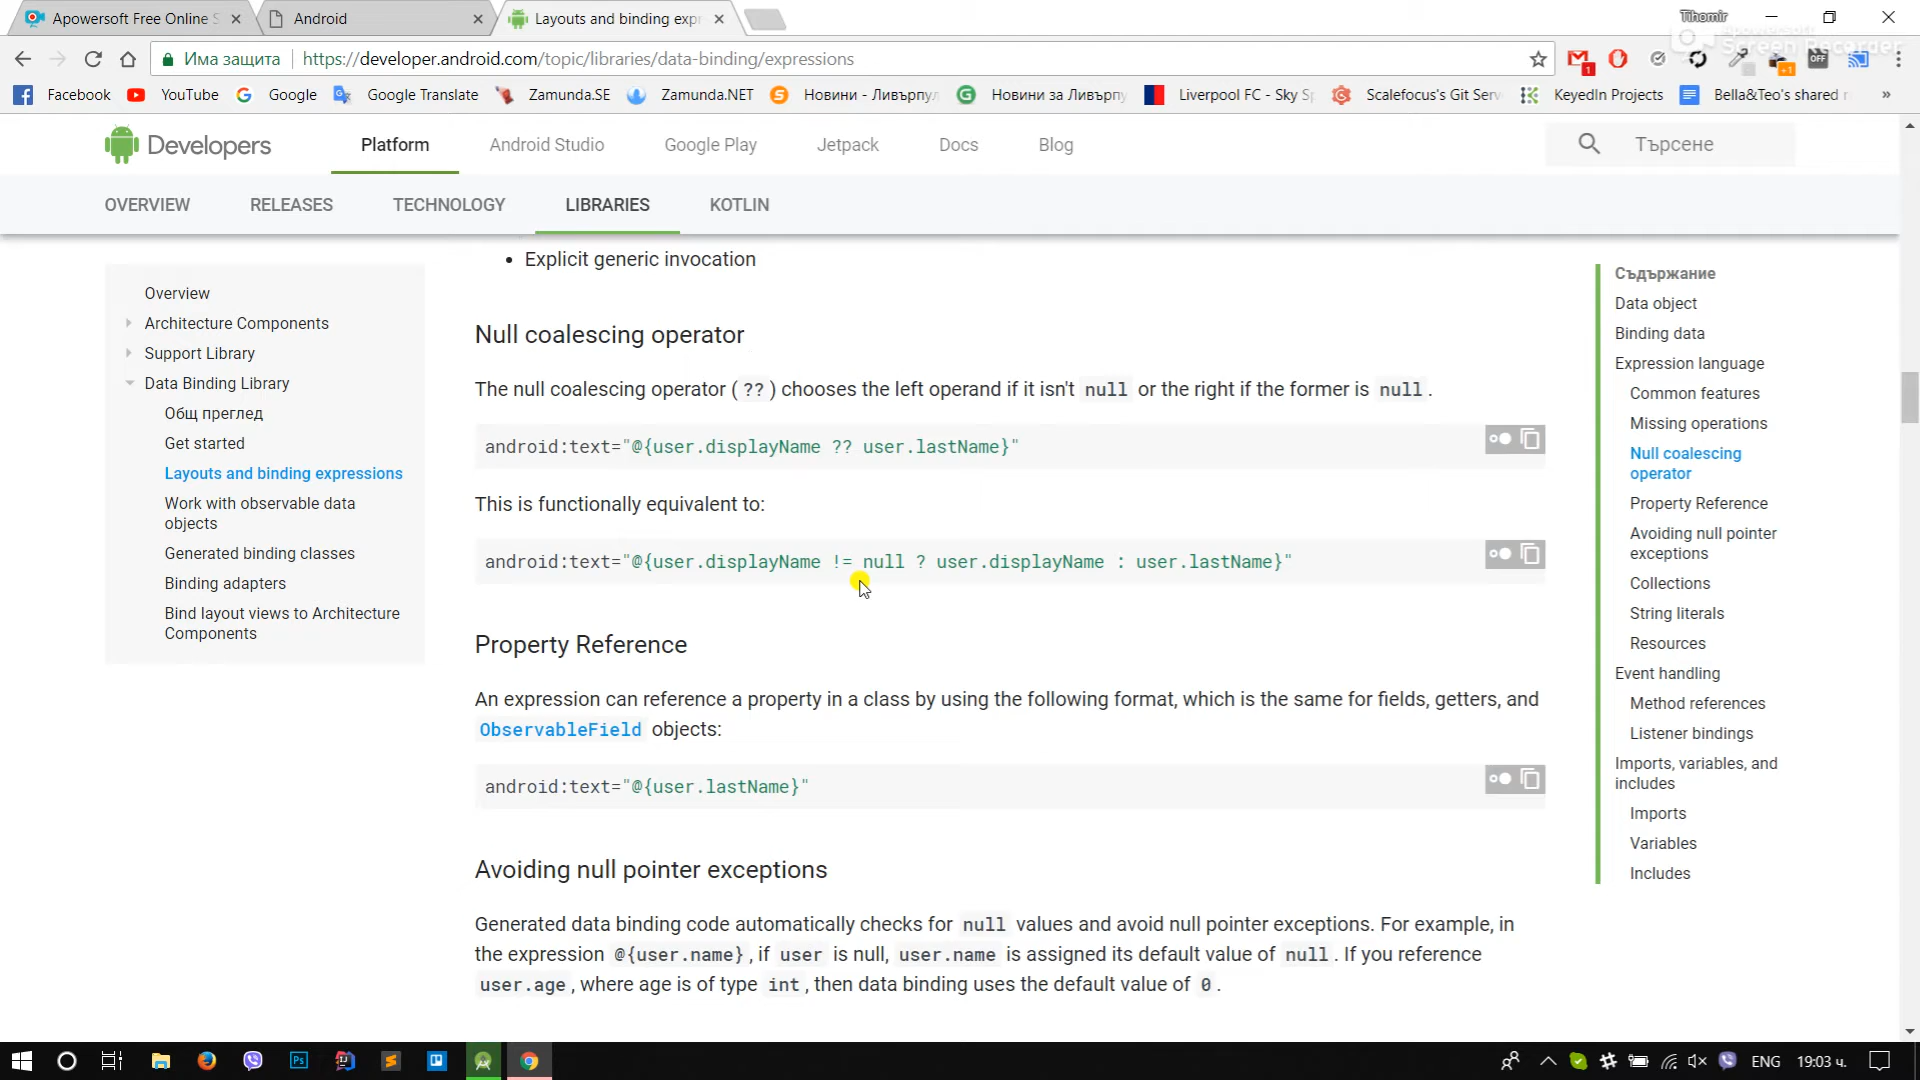 Apowersoft Free Online S
Android
Layouts and binding expr
Tihomir
Има защита
https://developer.android.com/topic/libraries/data-binding/expressions
Screen Recorder
1
+1
OFF
Facebook
YouTube
Google
Google Translate
Zamunda.SE
Zamunda.NET
Новини - Ливърпул
Новини за Ливърпу
Liverpool FC - Sky Sp
Scalefocus's Git Serv
KeyedIn Projects
Bella&Teo's shared r
»
Developers
Platform
Android Studio
Google Play
Jetpack
Docs
Blog
Търсене
OVERVIEW
RELEASES
TECHNOLOGY
LIBRARIES
KOTLIN
Overview
Architecture Components
Support Library
Data Binding Library
Общ преглед
Get started
Layouts and binding expressions
Work with observable data
objects
Generated binding classes
Binding adapters
Bind layout views to Architecture
Components
• Explicit generic invocation
Null coalescing operator
The null coalescing operator ( ?? ) chooses the left operand if it isn't null or the right if the former is null .
android:text="@{user.displayName ?? user.lastName}"
This is functionally equivalent to:
android:text="@{user.displayName != null ? user.displayName : user.lastName}"
Property Reference
An expression can reference a property in a class by using the following format, which is the same for fields, getters, and
ObservableField objects:
android:text="@{user.lastName}"
Avoiding null pointer exceptions
Generated data binding code automatically checks for null values and avoid null pointer exceptions. For example, in
the expression @{user.name} , if user is null, user.name is assigned its default value of null . If you reference
user.age , where age is of type int , then data binding uses the default value of 0 .
Съдържание
Data object
Binding data
Expression language
Common features
Missing operations
Null coalescing
operator
Property Reference
Avoiding null pointer
exceptions
Collections
String literals
Resources
Event handling
Method references
Listener bindings
Imports, variables, and
includes
Imports
Variables
Includes
Ps
ENG
19:03 ч.